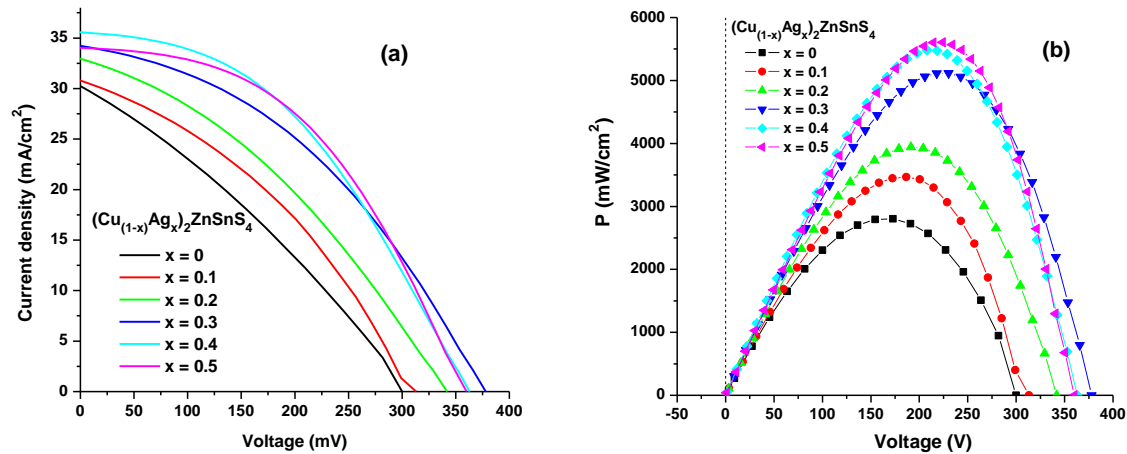 (a)
35
30
25
20
15
10
5
0
Current density (mA/cm²)
(Cu₍₁₋ₓ₎Agₓ)₂ZnSnS₄
x = 0
x = 0.1
x = 0.2
x = 0.3
x = 0.4
x = 0.5
0 50 100 150 200 250 300 350 400
Voltage (mV)
(b)
6000
5000
4000
3000
2000
1000
0
P (mW/cm²)
(Cu₍₁₋ₓ₎Agₓ)₂ZnSnS₄
x = 0
x = 0.1
x = 0.2
x = 0.3
x = 0.4
x = 0.5
-50 0 50 100 150 200 250 300 350 400
Voltage (V)